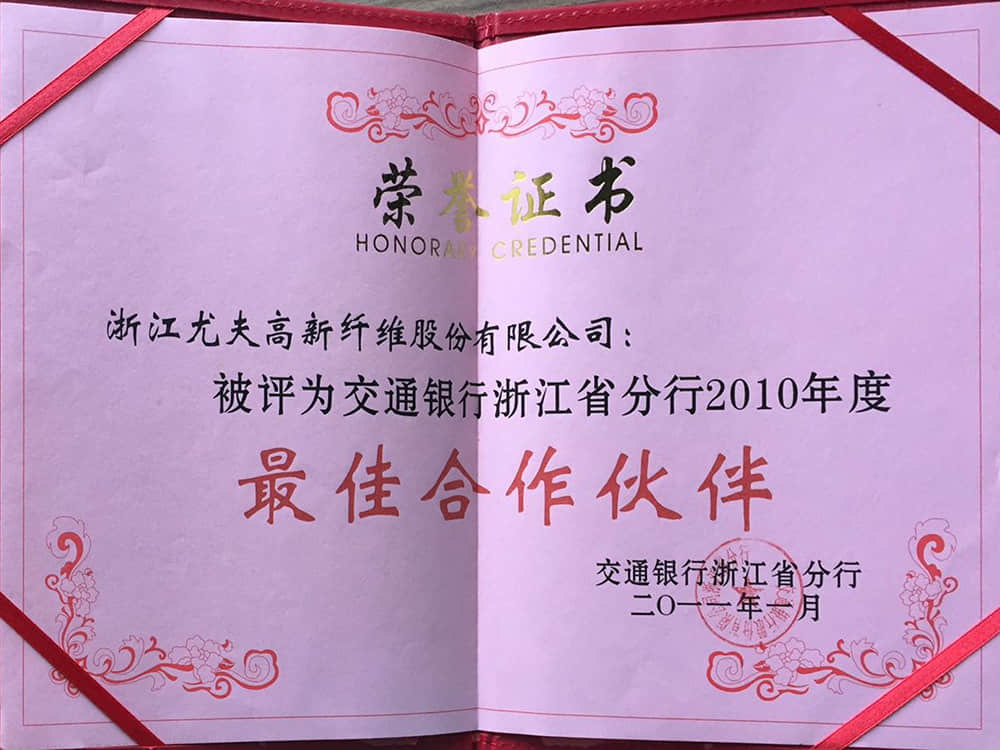 荣誉证书
HONORARY CREDENTIAL
浙江尤夫高新纤维股份有限公司：
被评为交通银行浙江省分行2010年度
最佳合作伙伴
交通银行浙江省分行
二〇一一年一月